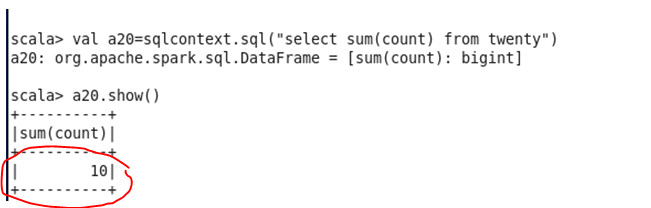 scala> val a20=sqlcontext.sql("select sum(count) from twenty")
a20: org.apache.spark.sql.DataFrame = [sum(count): bigint]
scala> a20.show()
+----------+
|sum(count)|
+----------+
|        10|
+----------+